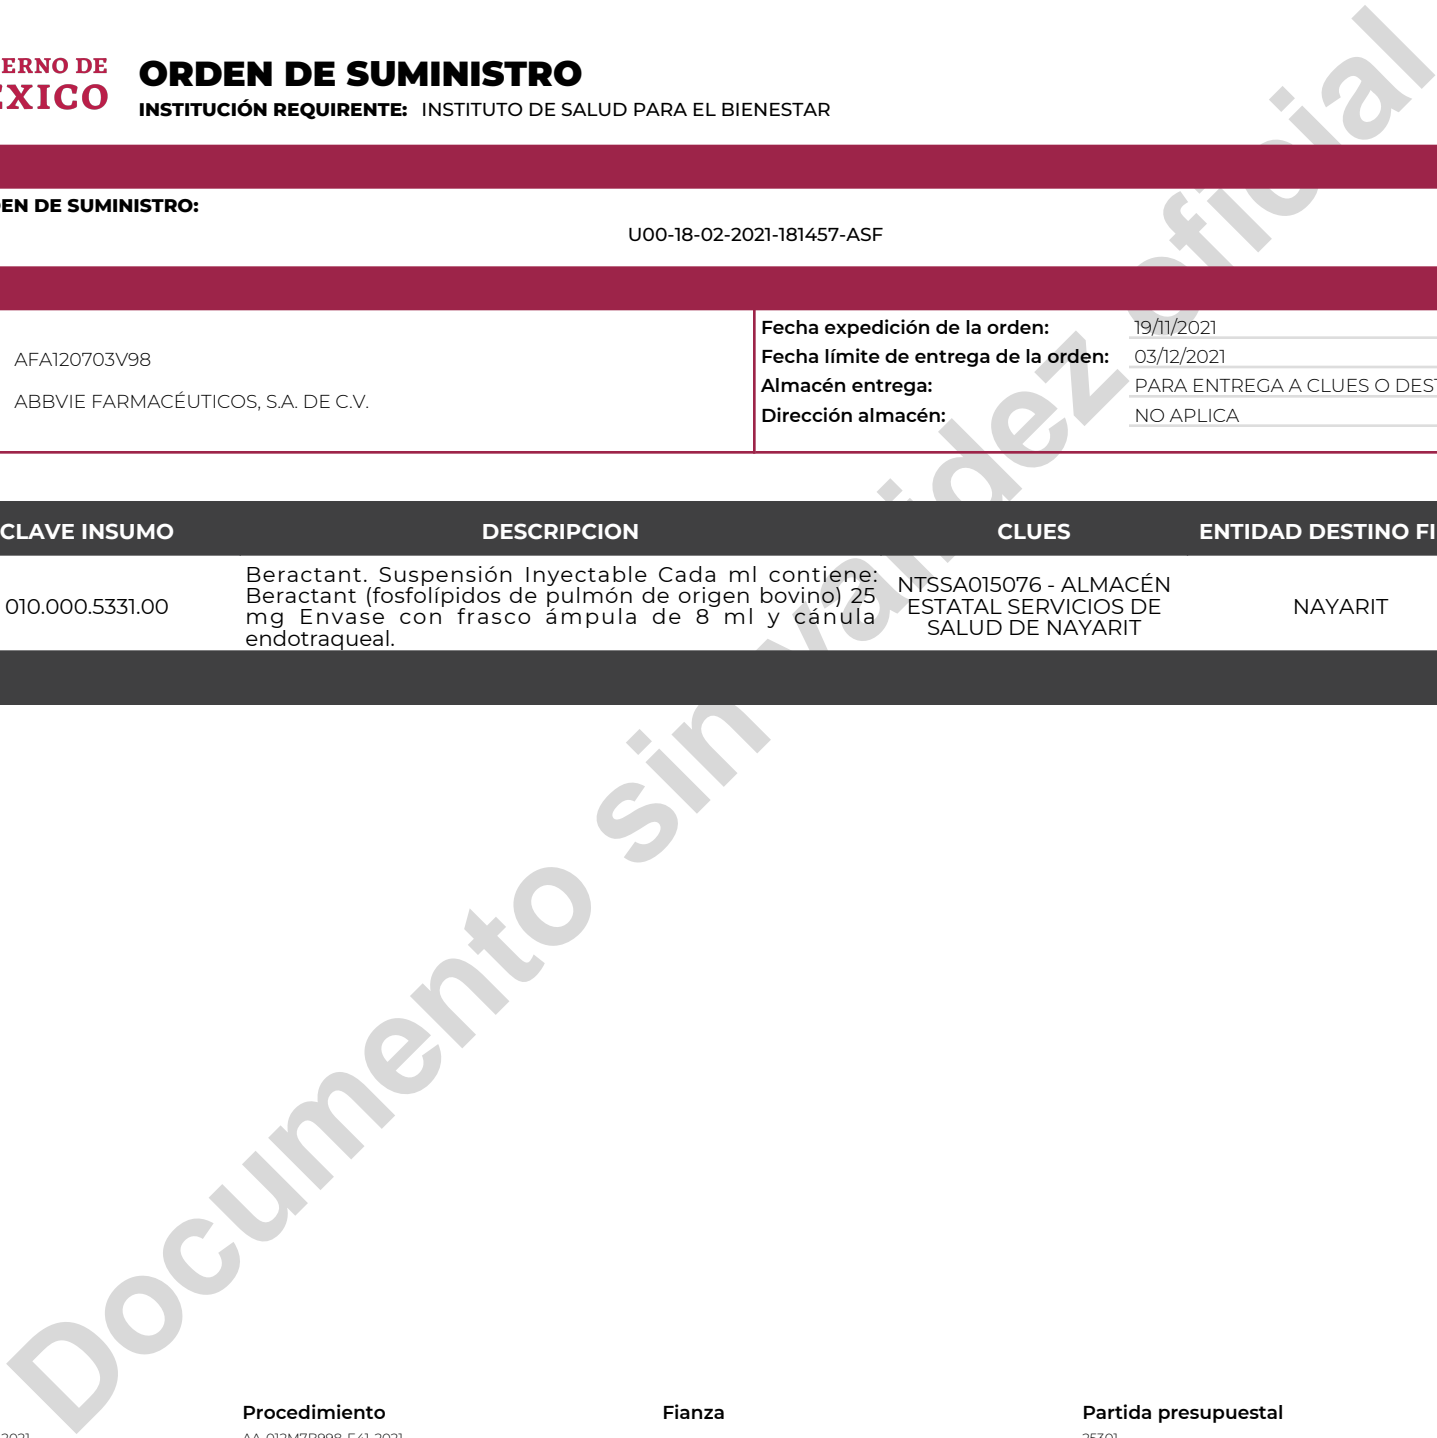 ERNO DE
XICO
ORDEN DE SUMINISTRO
INSTITUCIÓN REQUIRENTE: INSTITUTO DE SALUD PARA EL BIENESTAR
EN DE SUMINISTRO:
U00-18-02-2021-181457-ASF
AFA120703V98
ABBVIE FARMACÉUTICOS, S.A. DE C.V.
Fecha expedición de la orden: 19/11/2021
Fecha límite de entrega de la orden: 03/12/2021
Almacén entrega: PARA ENTREGA A CLUES O DEST
Dirección almacén: NO APLICA
CLAVE INSUMO DESCRIPCION CLUES ENTIDAD DESTINO FI
010.000.5331.00
Beractant. Suspensión Inyectable Cada ml contiene:
Beractant (fosfolípidos de pulmón de origen bovino) 25
mg Envase con frasco ámpula de 8 ml y cánula
endotraqueal.
NTSSA015076 - ALMACÉN
ESTATAL SERVICIOS DE
SALUD DE NAYARIT
NAYARIT
Documento sin validez oficial
Procedimiento Fianza Partida presupuestal